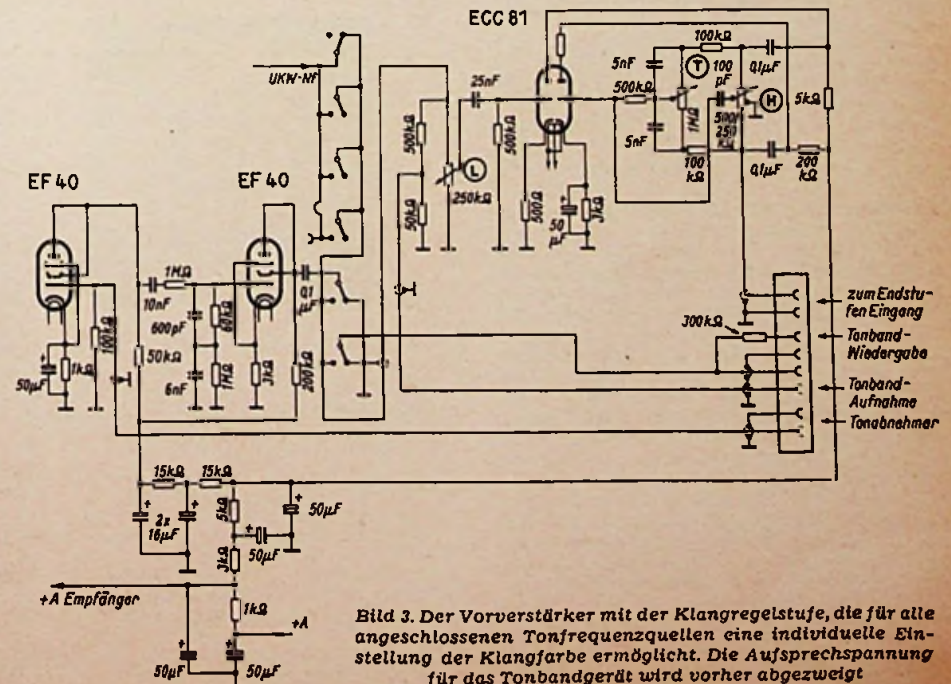 ECC 81
UKW-Nf
EF 40
EF 40
25nF
5nF
500kΩ
5nF
100kΩ
T
1MΩ
100
kΩ
100
pF
500p
250
H
0,1µF
0,1µF
5kΩ
200
kΩ
500kΩ
50kΩ
L
250kΩ
500kΩ
500Ω
50
µF
1kΩ
1MΩ
10nF
600pF
60kΩ
0,1
µF
100kΩ
50kΩ
50µF
1kΩ
6nF
1MΩ
3kΩ
200kΩ
300kΩ
zum Endstu-
fen Eingang
Tonband-
Wiedergabe
Tonband-
Aufnahme
Tonabnehmer
15kΩ
15kΩ
2x
16µF
5kΩ
50µF
50µF
3kΩ
+A Empfänger
1kΩ
+A
50µF
50µF
Bild 3. Der Vorverstärker mit der Klangregelstufe, die für alle
angeschlossenen Tonfrequenzquellen eine individuelle Ein-
stellung der Klangfarbe ermöglicht. Die Aufsprechspannung
für das Tonbandgerät wird vorher abgezweigt